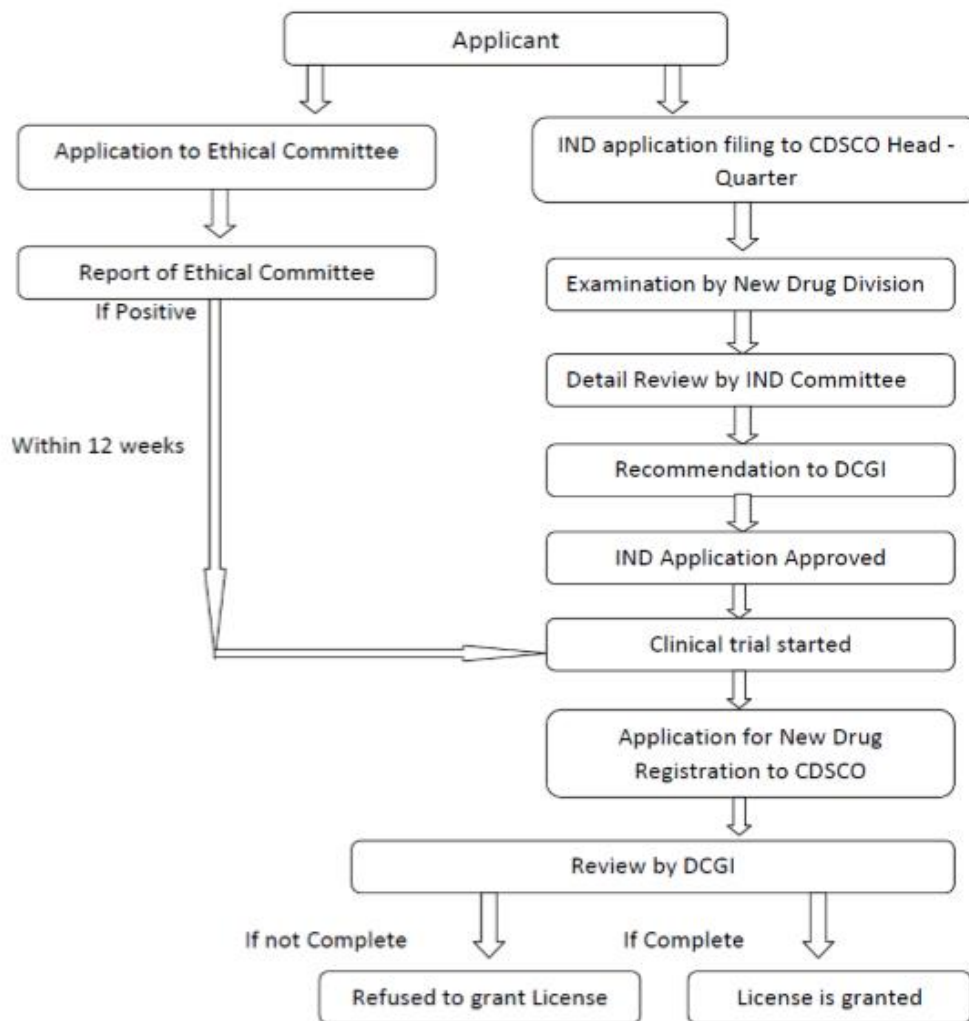 Applicant
Application to Ethical Committee
IND application filing to CDSCO Head -
Quarter
Report of Ethical Committee
If Positive
Examination by New Drug Division
Detail Review by IND Committee
Within 12 weeks
Recommendation to DCGI
IND Application Approved
Clinical trial started
Application for New Drug
Registration to CDSCO
Review by DCGI
If not Complete
If Complete
Refused to grant License
License is granted